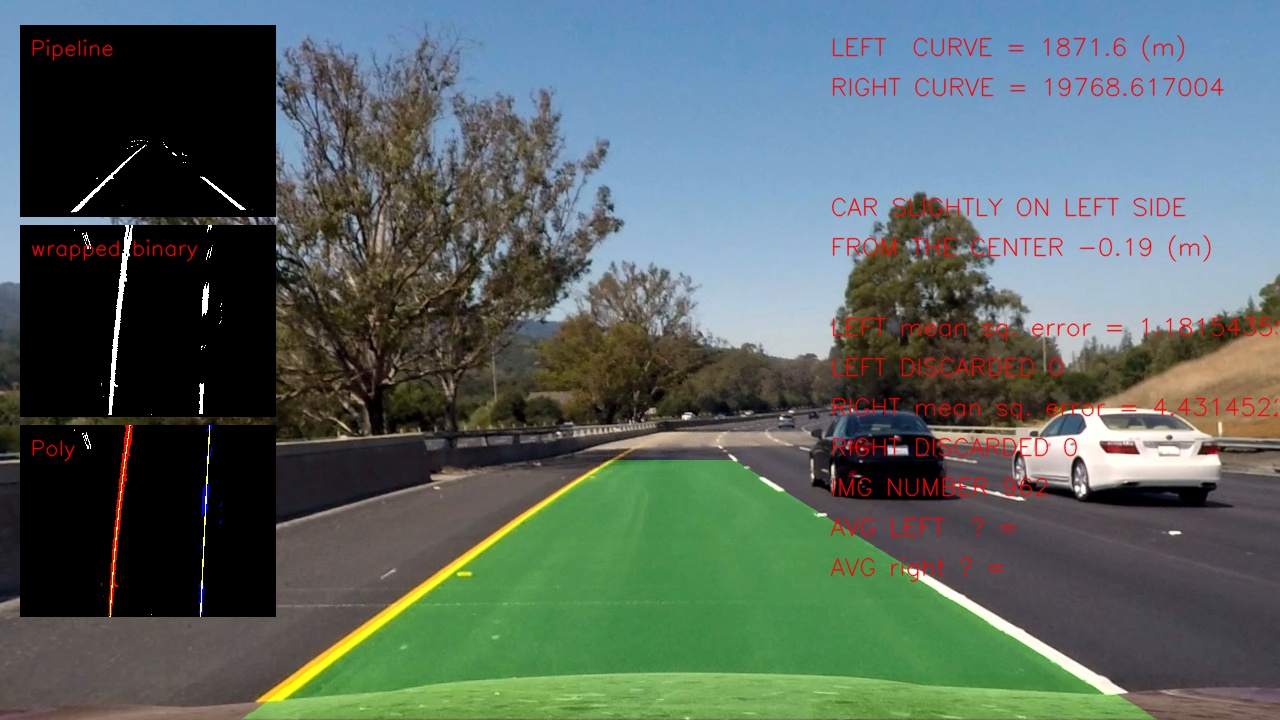 Pipeline
wrapped binary
Poly
LEFT CURVE = 1871.6 (m)
RIGHT CURVE = 19768.617004
CAR SLIGHTLY ON LEFT SIDE
FROM THE CENTER -0.19 (m)
LEFT mean sq. error = 1.1815435
LEFT DISCARDED 0
RIGHT mean sq. error = 4.431452
RIGHT DISCARDED 0
IMG NUMBER 962
AVG LEFT ? =
AVG right ? =